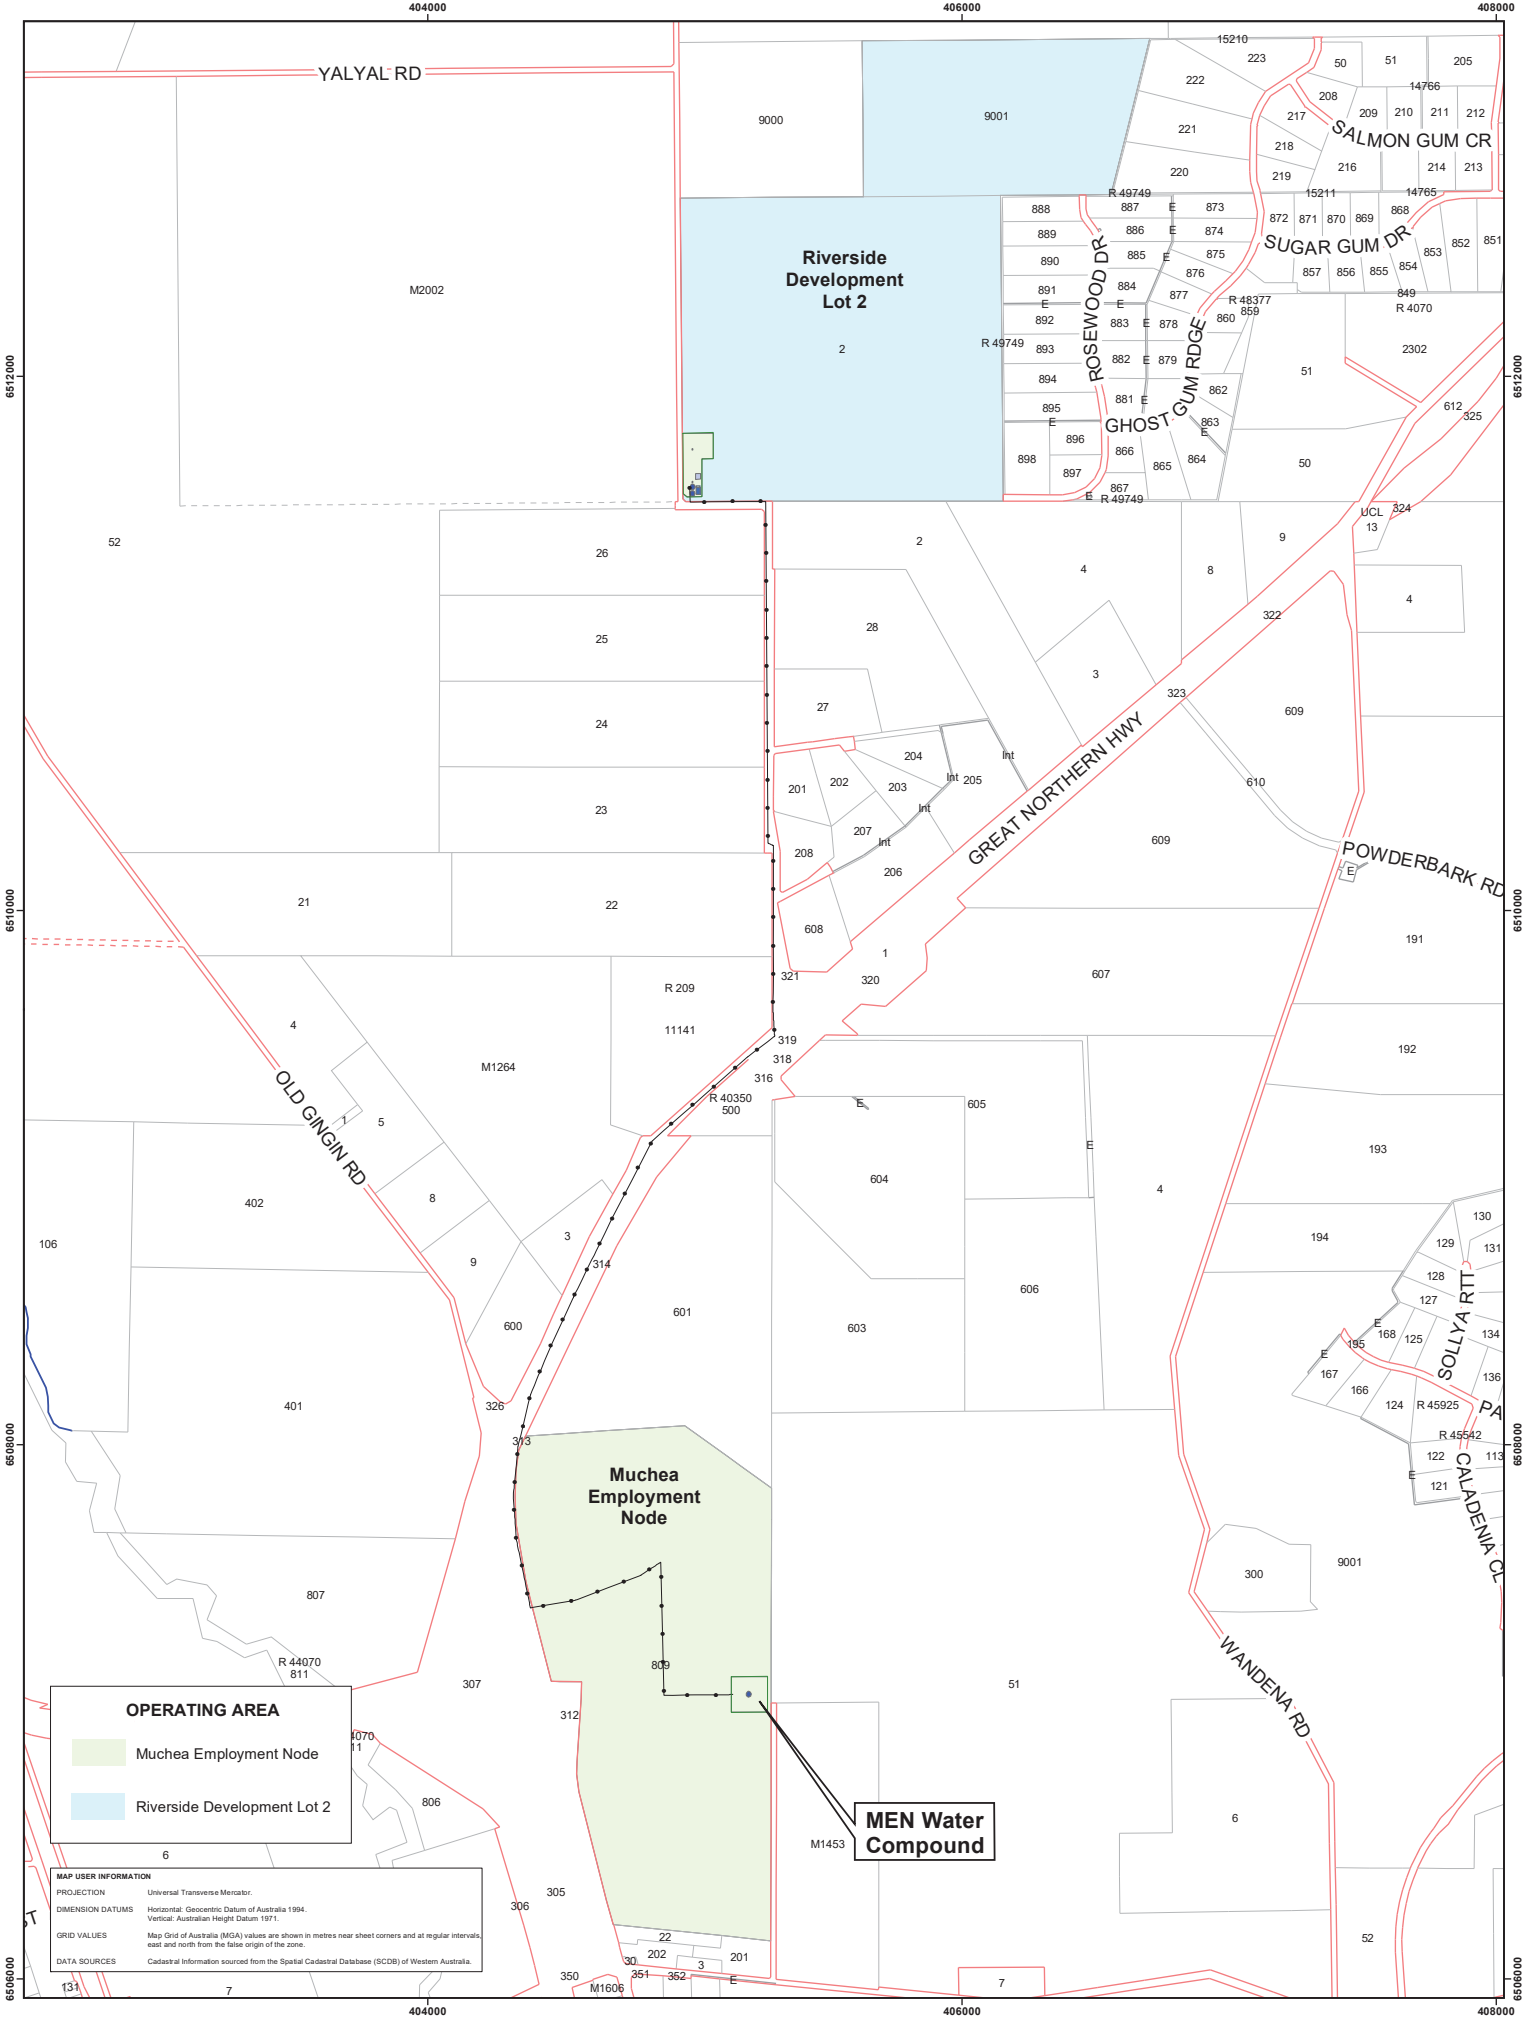 404000
406000
408000
YALYAL RD
15210
223
50
51
205
222
14766
208
9000
9001
217
209
210
211
212
221
SALMON GUM CR
218
216
214
213
220
219
R 49749
15211
14765
888
887
E
873
872
871
870
869
868
889
886
E
874
SUGAR GUM DR
853
852
851
Riverside
Development
Lot 2
890
885
E
875
857
856
855
854
876
M2002
891
884
877
849
E
E
R 48377
859
R 4070
892
883
E
878
860
2
R 49749
893
ROSEWOOD DR
882
E
879
2302
51
6512000
6512000
894
862
881
E
895
612
325
E
GHOST GUM RDGE
863
E
896
866
898
864
865
50
897
867
E
R 49749
324
UCL
13
52
26
2
9
4
8
4
322
28
25
3
323
27
609
24
204
Int
Int
205
610
201
202
203
23
Int
GREAT NORTHERN HWY
207
609
208
Int
206
POWDERBARK RD
E
21
22
6510000
6510000
608
191
1
321
320
607
R 209
4
11141
319
192
318
M1264
316
R 40350
500
E
605
1
5
E
193
OLD GINGIN RD
604
4
8
402
130
106
3
194
129
131
9
314
128
606
127
601
600
603
E
168
125
134
195
E
SOLLYA RTT
167
136
166
401
326
124
R 45925
PA
313
R 45542
6508000
6508000
122
113
Muchea
Employment
Node
E
121
CALADENIA CL
9001
300
807
R 44070
811
809
307
51
WANDENA RD
312
OPERATING AREA
Muchea Employment Node
Riverside Development Lot 2
4070
11
806
6
MEN Water
Compound
M1453
6
MAP USER INFORMATION
PROJECTION Universal Transverse Mercator.
DIMENSION DATUMS Horizontal: Geocentric Datum of Australia 1994.
Vertical: Australian Height Datum 1971.
GRID VALUES Map Grid of Australia (MGA) values are shown in metres near sheet corners and at regular intervals,
east and north from the false origin of the zone.
DATA SOURCES Cadastral Information sourced from the Spatial Cadastral Database (SCDB) of Western Australia.
ST
305
306
22
52
202
201
30
3
6506000
6506000
131
7
350
351
352
E
M1606
7
404000
406000
408000